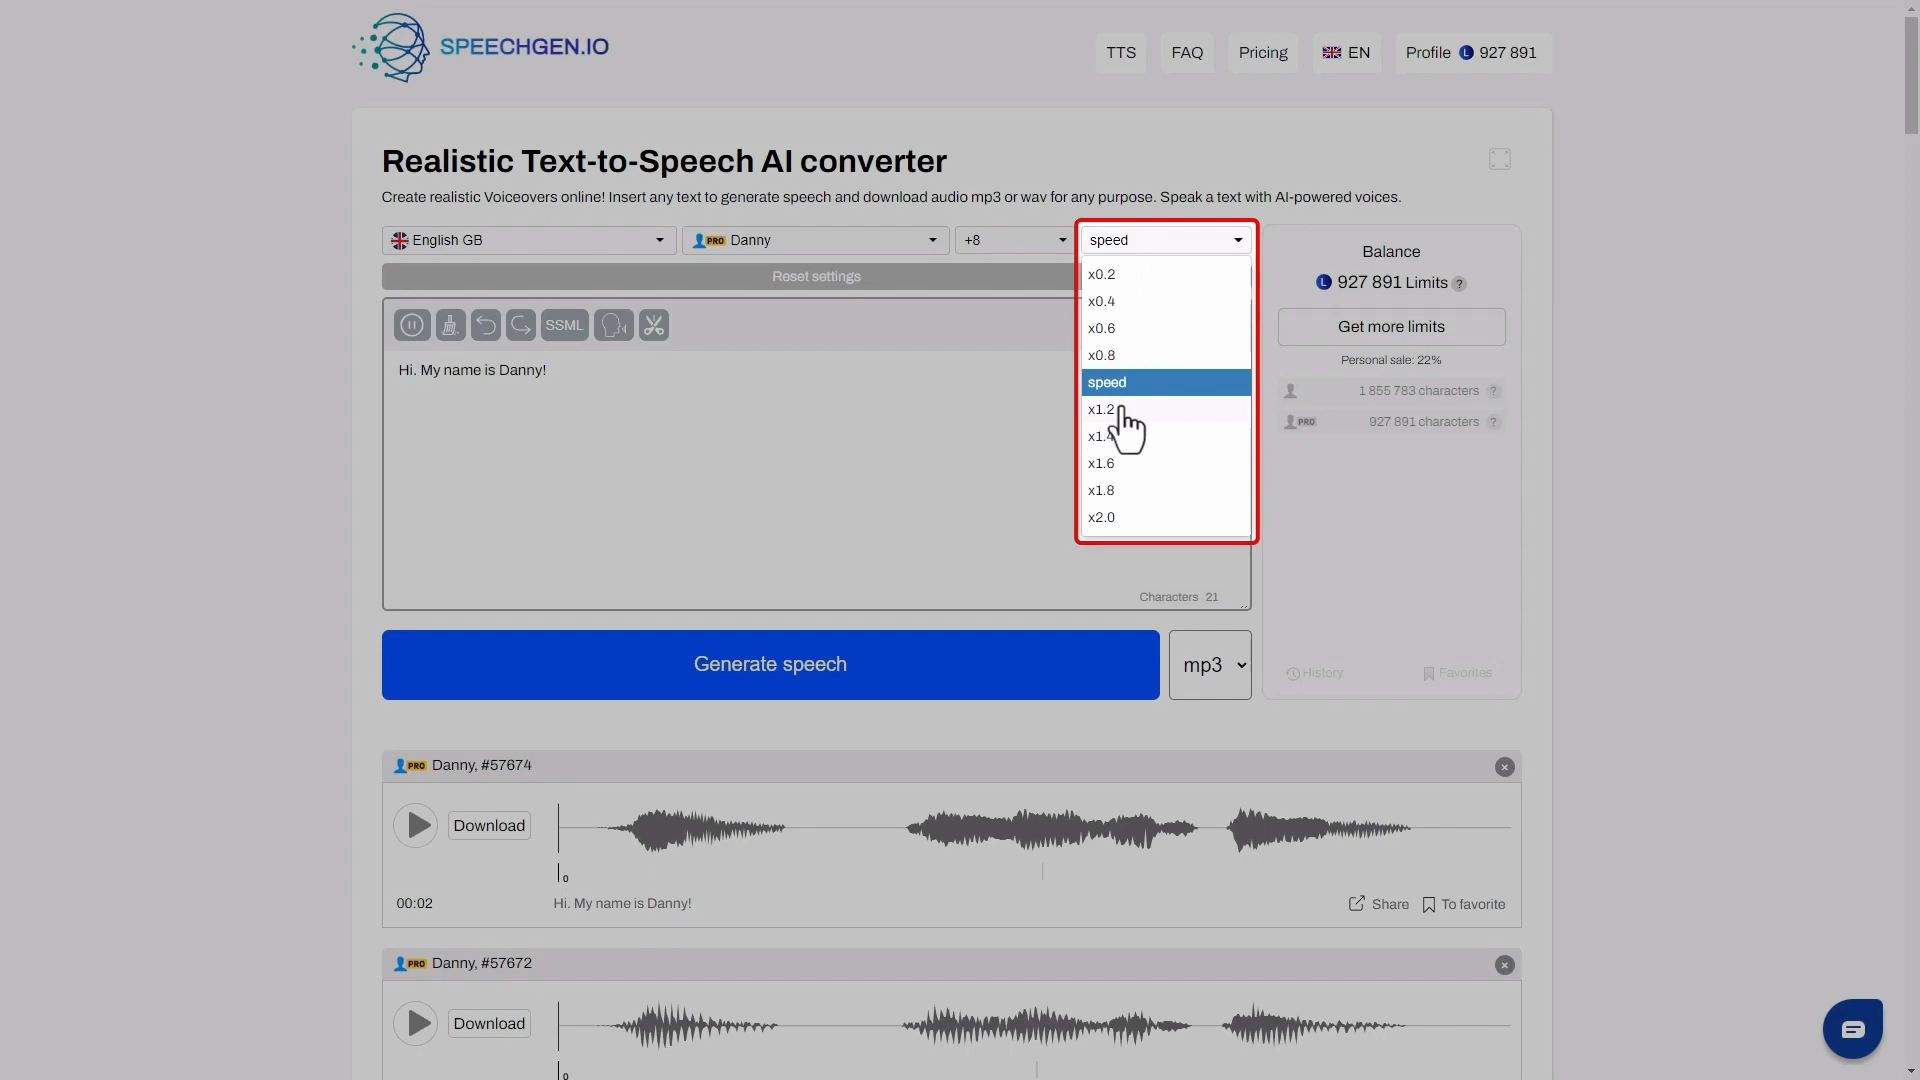 SPEECHGEN.IO
TTS
FAQ
Pricing
EN
Profile L 927 891
Realistic Text-to-Speech AI converter
Create realistic Voiceovers online! Insert any text to generate speech and download audio mp3 or wav for any purpose. Speak a text with AI-powered voices.
English GB
PRO Danny
+8
speed
Reset settings
x0.2
x0.4
x0.6
x0.8
speed
x1.2
x1.4
x1.6
x1.8
x2.0
SSML
Hi. My name is Danny!
Characters 21
Balance
L 927 891 Limits ?
Get more limits
Personal sale: 22%
1 855 783 characters ?
PRO 927 891 characters ?
History
Favorites
Generate speech
mp3
PRO Danny, #57674
Download
0
00:02
Hi. My name is Danny!
Share
To favorite
PRO Danny, #57672
Download
0